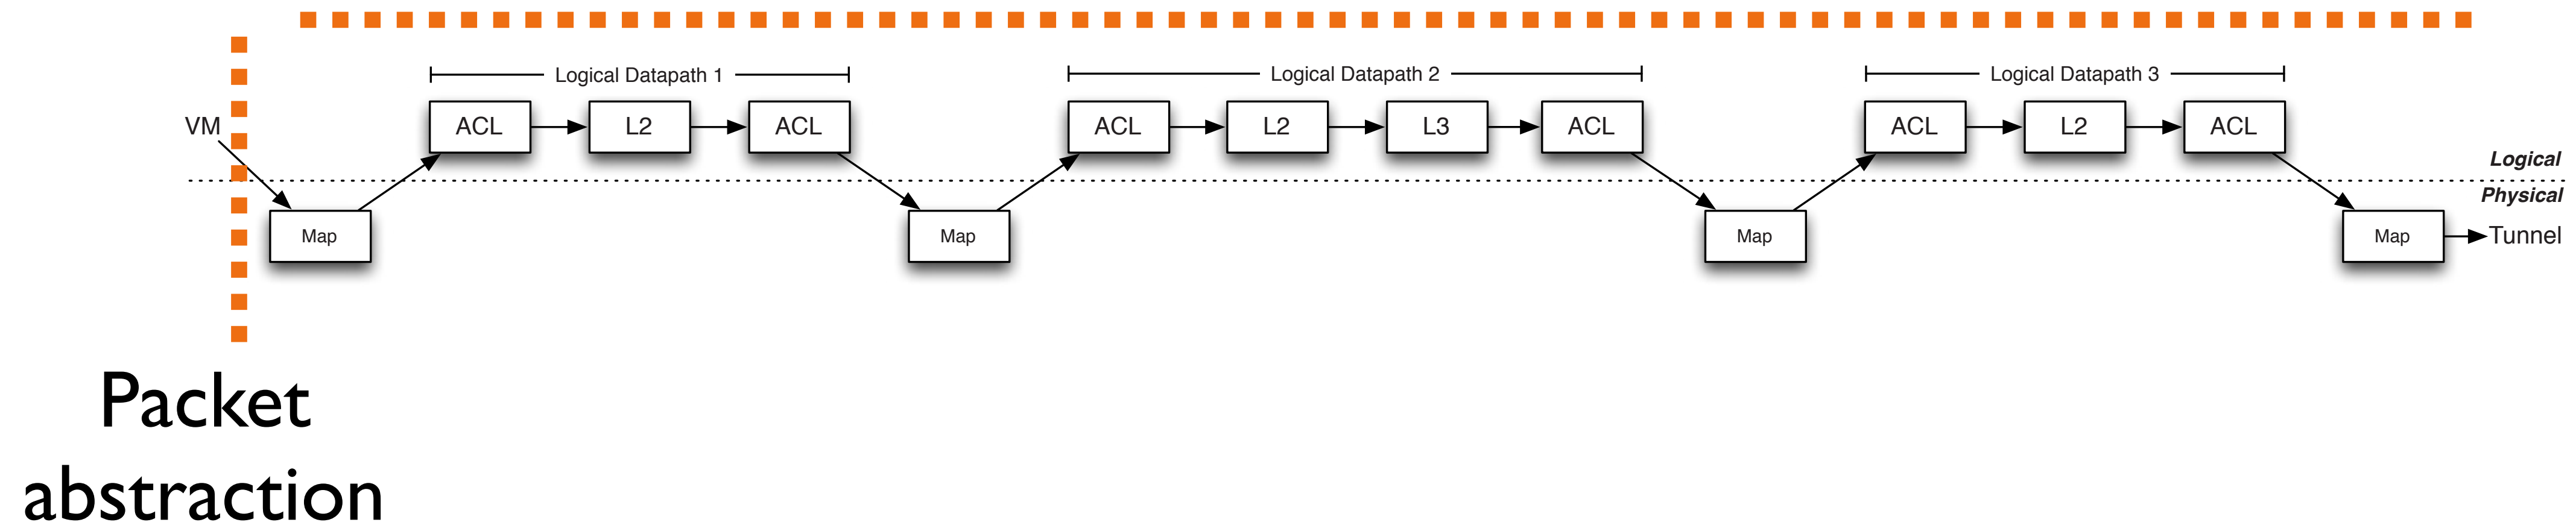 Logical Datapath 1
Logical Datapath 2
Logical Datapath 3
VM
ACL
L2
ACL
ACL
L2
L3
ACL
ACL
L2
ACL
Logical
Physical
Map
Map
Map
Map
Tunnel
Packet
abstraction